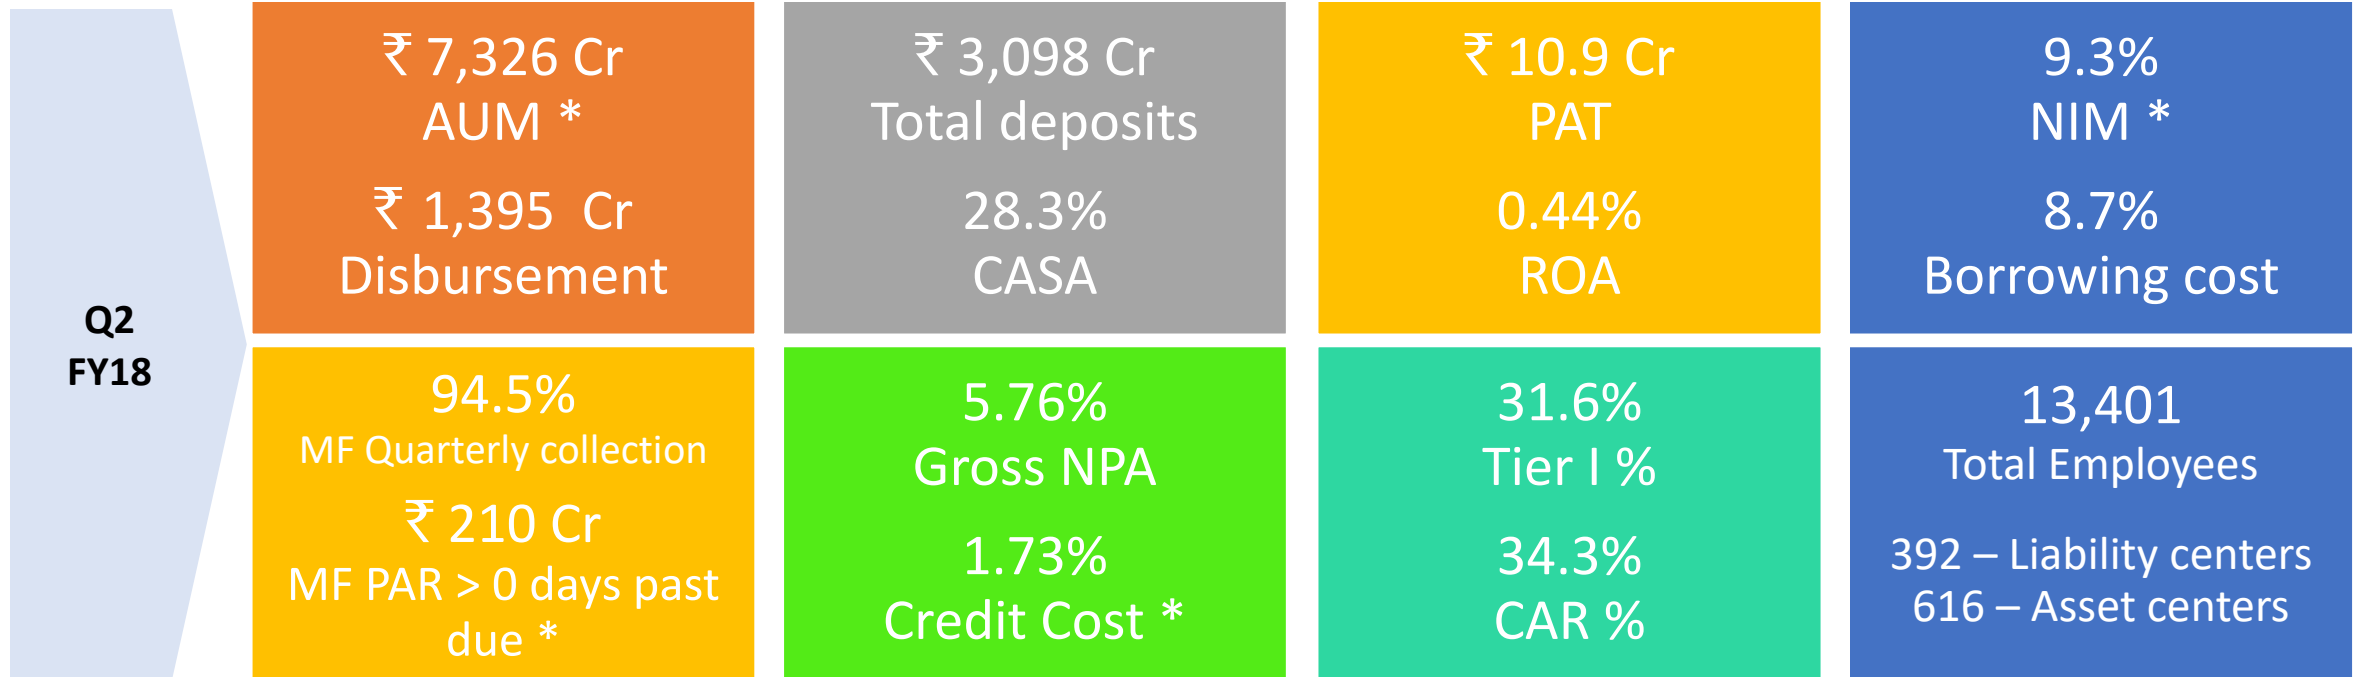 Q2
FY18
₹ 7,326 Cr
AUM *
₹ 1,395 Cr
Disbursement
₹ 3,098 Cr
Total deposits
28.3%
CASA
₹ 10.9 Cr
PAT
0.44%
ROA
9.3%
NIM *
8.7%
Borrowing cost
94.5%
MF Quarterly collection
₹ 210 Cr
MF PAR > 0 days past
due *
5.76%
Gross NPA
1.73%
Credit Cost *
31.6%
Tier I %
34.3%
CAR %
13,401
Total Employees
392 – Liability centers
616 – Asset centers